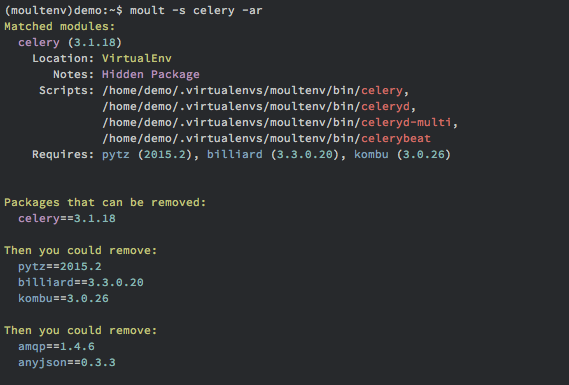 (moultenv)demo:~$ moult -s celery -ar
Matched modules:
celery (3.1.18)
Location: VirtualEnv
Notes: Hidden Package
Scripts: /home/demo/.virtualenvs/moultenv/bin/celery,
/home/demo/.virtualenvs/moultenv/bin/celeryd,
/home/demo/.virtualenvs/moultenv/bin/celeryd-multi,
/home/demo/.virtualenvs/moultenv/bin/celerybeat
Requires: pytz (2015.2), billiard (3.3.0.20), kombu (3.0.26)
Packages that can be removed:
celery==3.1.18
Then you could remove:
pytz==2015.2
billiard==3.3.0.20
kombu==3.0.26
Then you could remove:
amqp==1.4.6
anyjson==0.3.3